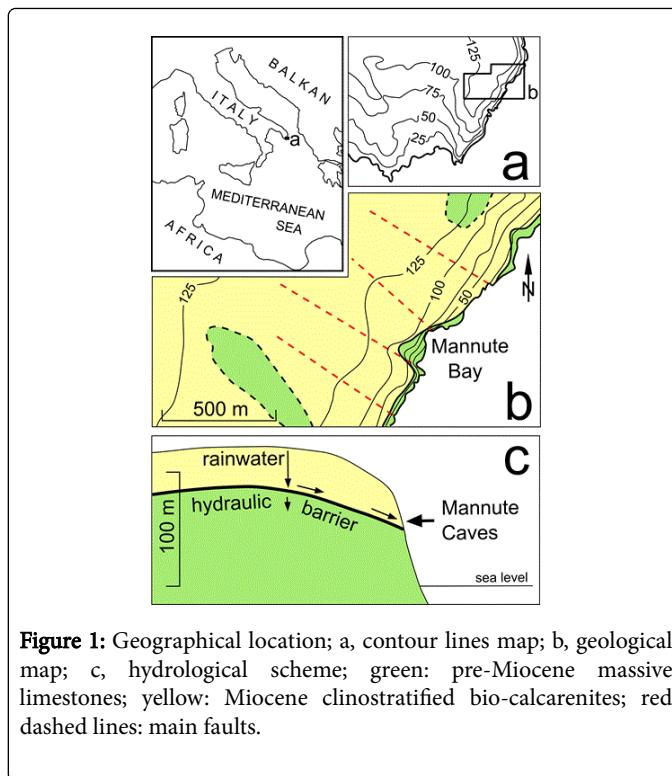 BALKAN
ITALY
a
MEDITERRANEAN
SEA
AFRICA
125
100
75
50
25
b
a
125
125
100
50
N
Mannute
Bay
500 m
b
c
rainwater
hydraulic
barrier
100 m
Mannute
Caves
sea level
Figure 1: Geographical location; a, contour lines map; b, geological
map; c, hydrological scheme; green: pre-Miocene massive
limestones; yellow: Miocene clinostratified bio-calcarenites; red
dashed lines: main faults.